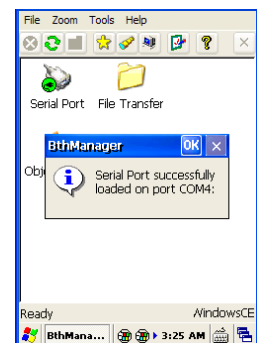 File Zoom Tools Help
Serial Port File Transfer
Obj
BthManager OK
Serial Port successfully
loaded on port COM4:
Ready WindowsCE
BthMana... 3:25 AM